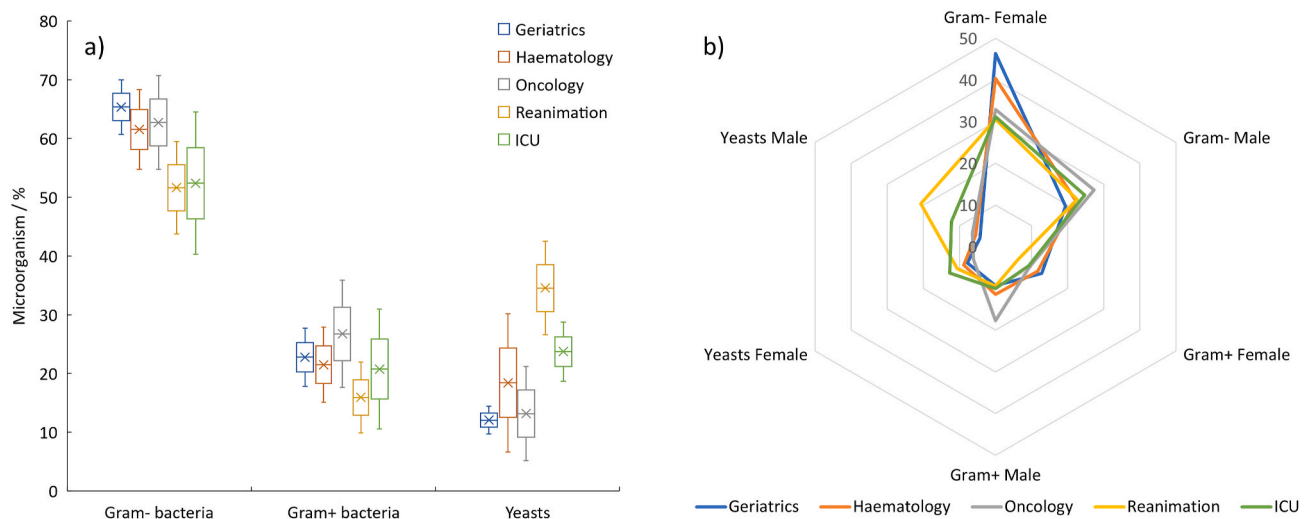 a)
Microorganism / %
80
70
60
50
40
30
20
10
0
Gram- bacteria
Gram+ bacteria
Yeasts
Geriatrics
Haematology
Oncology
Reanimation
ICU
b)
Gram- Female
50
40
30
20
10
0
Gram- Male
Gram+ Female
Gram+ Male
Yeasts Female
Yeasts Male
Geriatrics
Haematology
Oncology
Reanimation
ICU